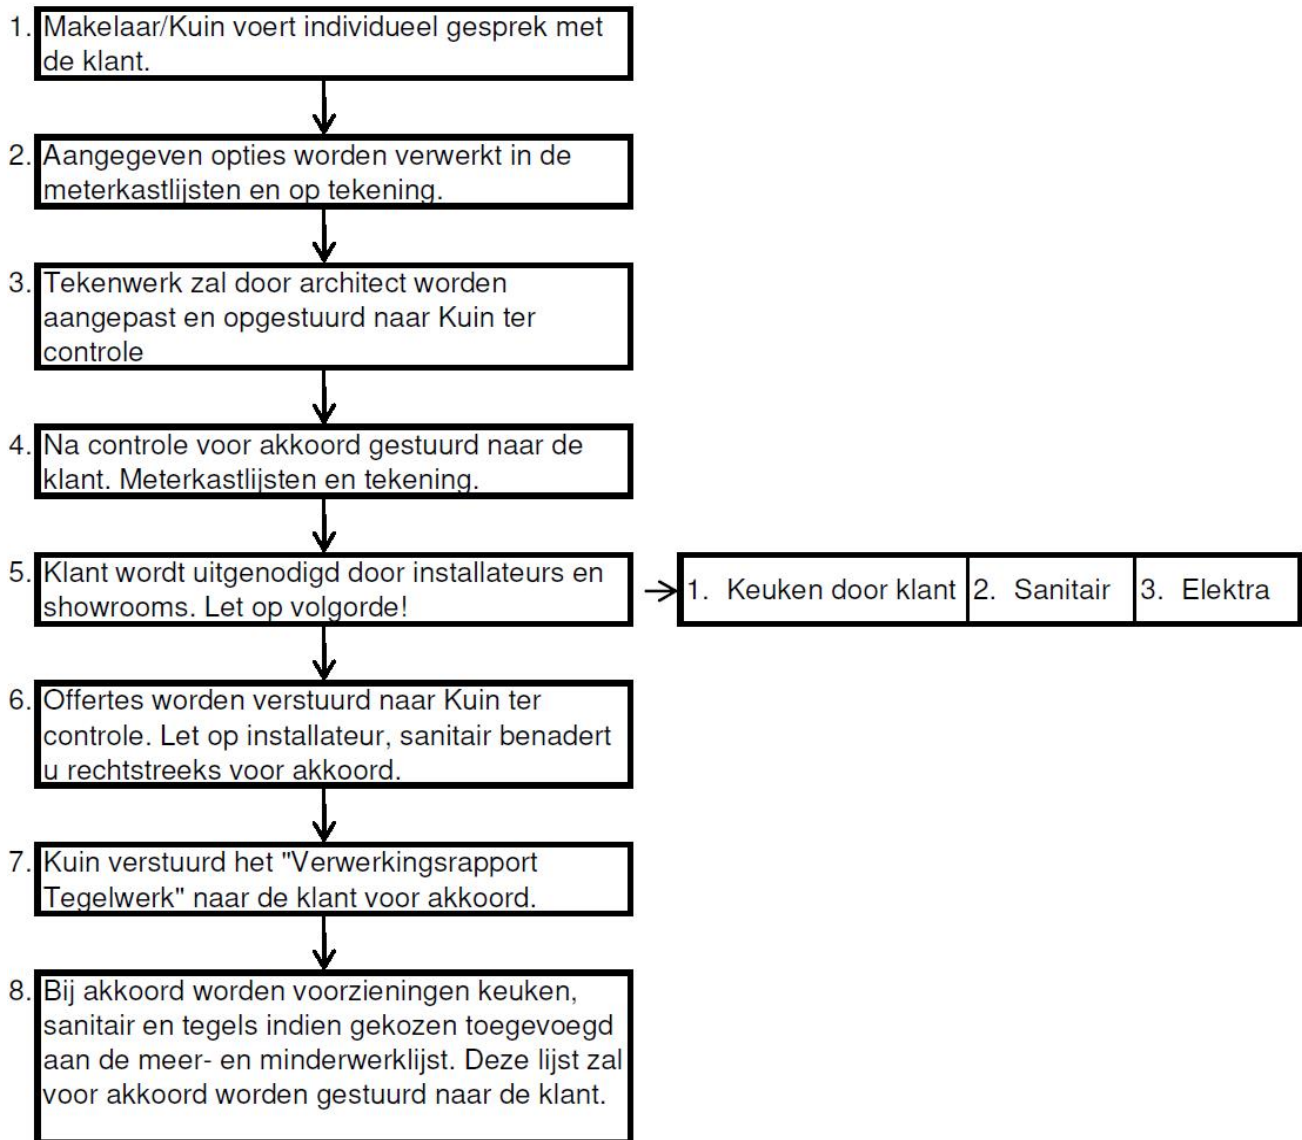 1. Makelaar/Kuin voert individueel gesprek met
de klant.
2. Aangegeven opties worden verwerkt in de
meterkastlijsten en op tekening.
3. Tekenwerk zal door architect worden
aangepast en opgestuurd naar Kuin ter
controle
4. Na controle voor akkoord gestuurd naar de
klant. Meterkastlijsten en tekening.
5. Klant wordt uitgenodigd door installateurs en
showrooms. Let op volgorde!
1. Keuken door klant 2. Sanitair 3. Elektra
6. Offertes worden verstuurd naar Kuin ter
controle. Let op installateur, sanitair benadert
u rechtstreeks voor akkoord.
7. Kuin verstuurd het "Verwerkingsrapport
Tegelwerk" naar de klant voor akkoord.
8. Bij akkoord worden voorzieningen keuken,
sanitair en tegels indien gekozen toegevoegd
aan de meer- en minderwerklijst. Deze lijst zal
voor akkoord worden gestuurd naar de klant.